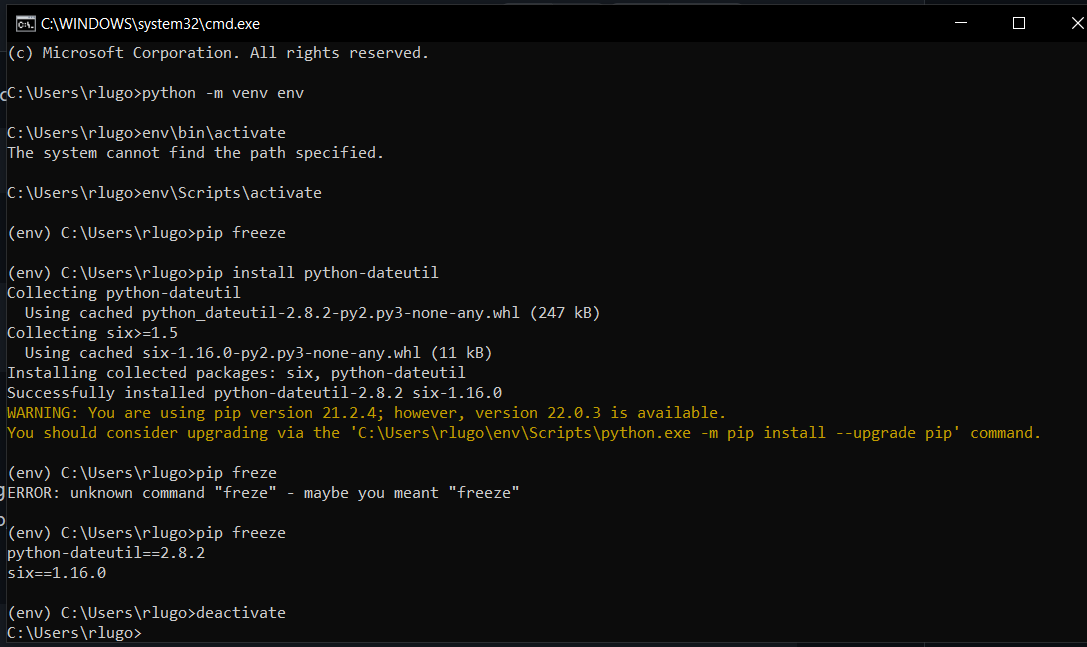 C:\WINDOWS\system32\cmd.exe
(c) Microsoft Corporation. All rights reserved.
C:\Users\rlugo>python -m venv env
C:\Users\rlugo>env\bin\activate
The system cannot find the path specified.
C:\Users\rlugo>env\Scripts\activate
(env) C:\Users\rlugo>pip freeze
(env) C:\Users\rlugo>pip install python-dateutil
Collecting python-dateutil
  Using cached python_dateutil-2.8.2-py2.py3-none-any.whl (247 kB)
Collecting six>=1.5
  Using cached six-1.16.0-py2.py3-none-any.whl (11 kB)
Installing collected packages: six, python-dateutil
Successfully installed python-dateutil-2.8.2 six-1.16.0
WARNING: You are using pip version 21.2.4; however, version 22.0.3 is available.
You should consider upgrading via the 'C:\Users\rlugo\env\Scripts\python.exe -m pip install --upgrade pip' command.
(env) C:\Users\rlugo>pip freze
ERROR: unknown command "freze" - maybe you meant "freeze"
(env) C:\Users\rlugo>pip freeze
python-dateutil==2.8.2
six==1.16.0
(env) C:\Users\rlugo>deactivate
C:\Users\rlugo>